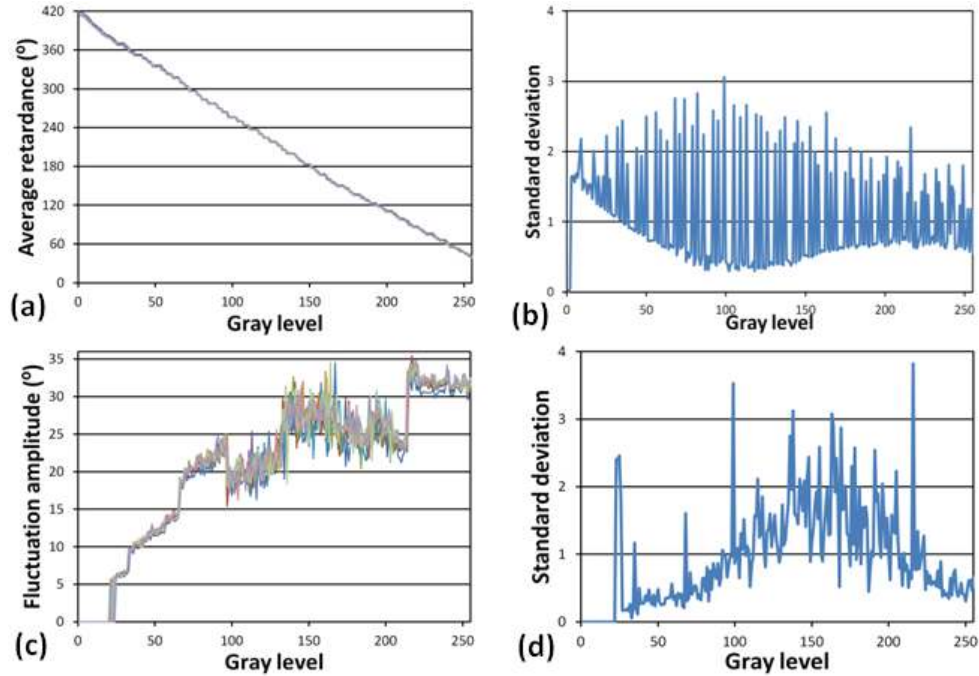 420
360
300
240
180
120
60
0
Average retardance (º)
0 50 100 150 200 250
Gray level
(a)
4
3
2
1
0
Standard deviation
0 50 100 150 200 250
Gray level
(b)
35
30
25
20
15
10
5
0
Fluctuation amplitude (º)
0 50 100 150 200 250
Gray level
(c)
4
3
2
1
0
Standard deviation
0 50 100 150 200 250
Gray level
(d)